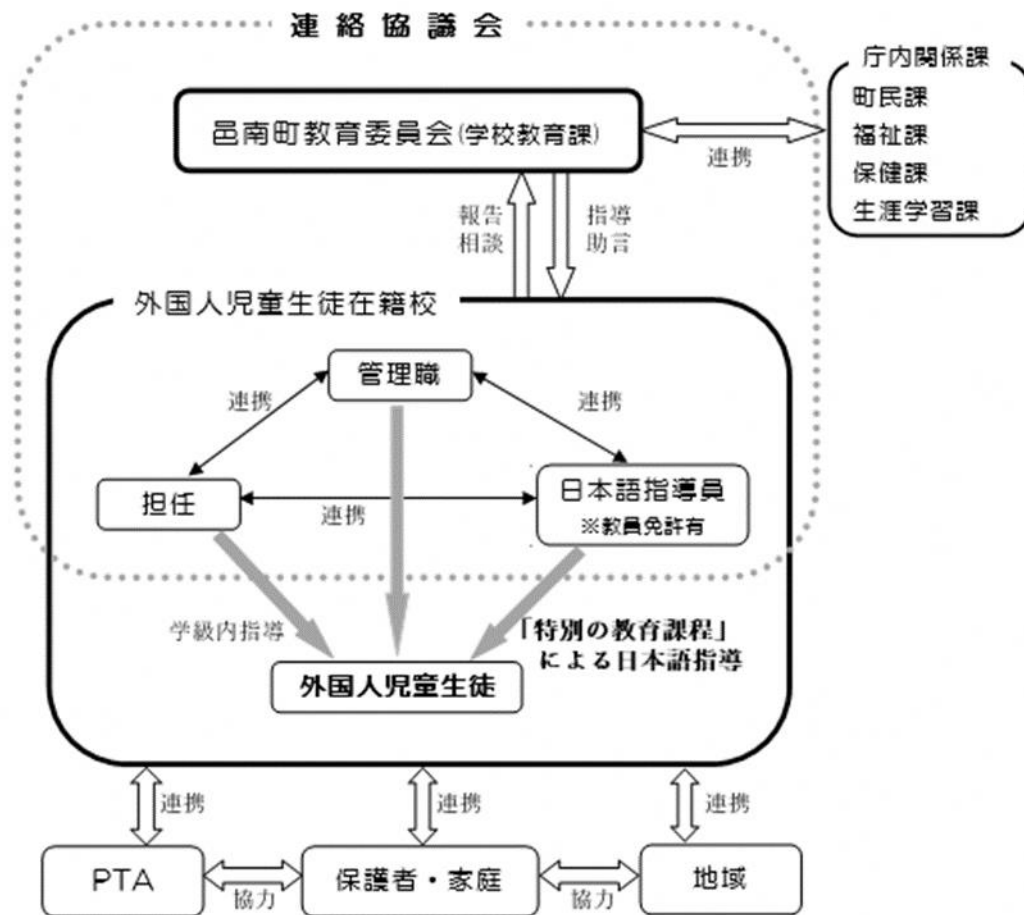 連絡協議会
庁内関係課
町民課
福祉課
保健課
生涯学習課
邑南町教育委員会(学校教育課)
連携
報告
相談
指導
助言
外国人児童生徒在籍校
管理職
連携
連携
担任
連携
日本語指導員
※教員免許有
学級内指導
「特別の教育課程」
による日本語指導
外国人児童生徒
連携
連携
連携
PTA
協力
保護者・家庭
協力
地域